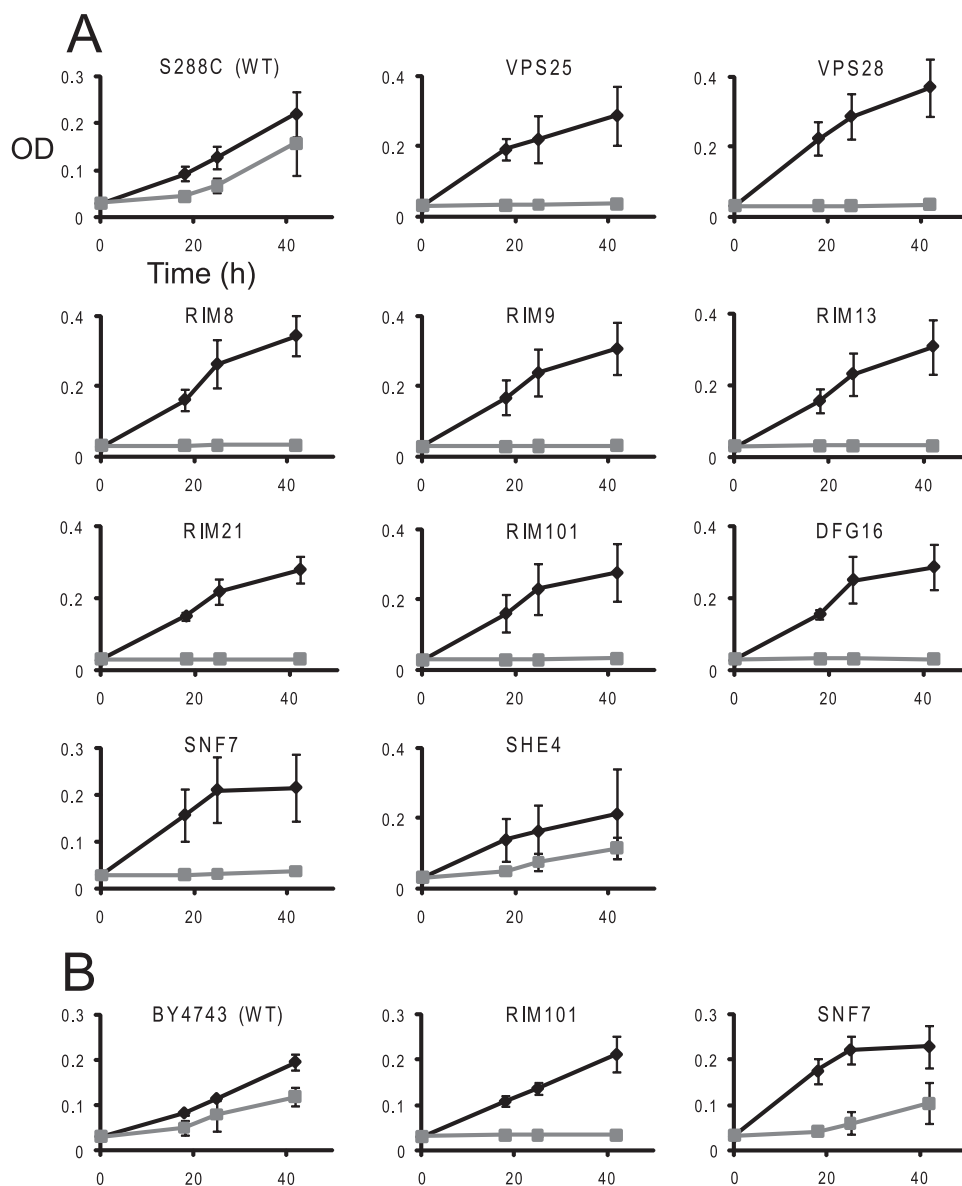 A
S288C (WT) VPS25 VPS28
0.3 0.4 0.4
0.2
OD 0.2 0.2
0.1
0 0 0
0 20 40 0 20 40 0 20 40
Time (h)
RIM8 RIM9 RIM13
0.4 0.4 0.4
0.2 0.2 0.2
0 0 0
0 20 40 0 20 40 0 20 40
RIM21 RIM101 DFG16
0.4 0.4 0.4
0.2 0.2 0.2
0 0 0
0 20 40 0 20 40 0 20 40
SNF7 SHE4
0.3 0.4
0.2
0.2
0.1
0 0
0 20 40 0 20 40
B
BY4743 (WT) RIM101 SNF7
0.3 0.3 0.3
0.2 0.2 0.2
0.1 0.1 0.1
0 0 0
0 20 40 0 20 40 0 20 40